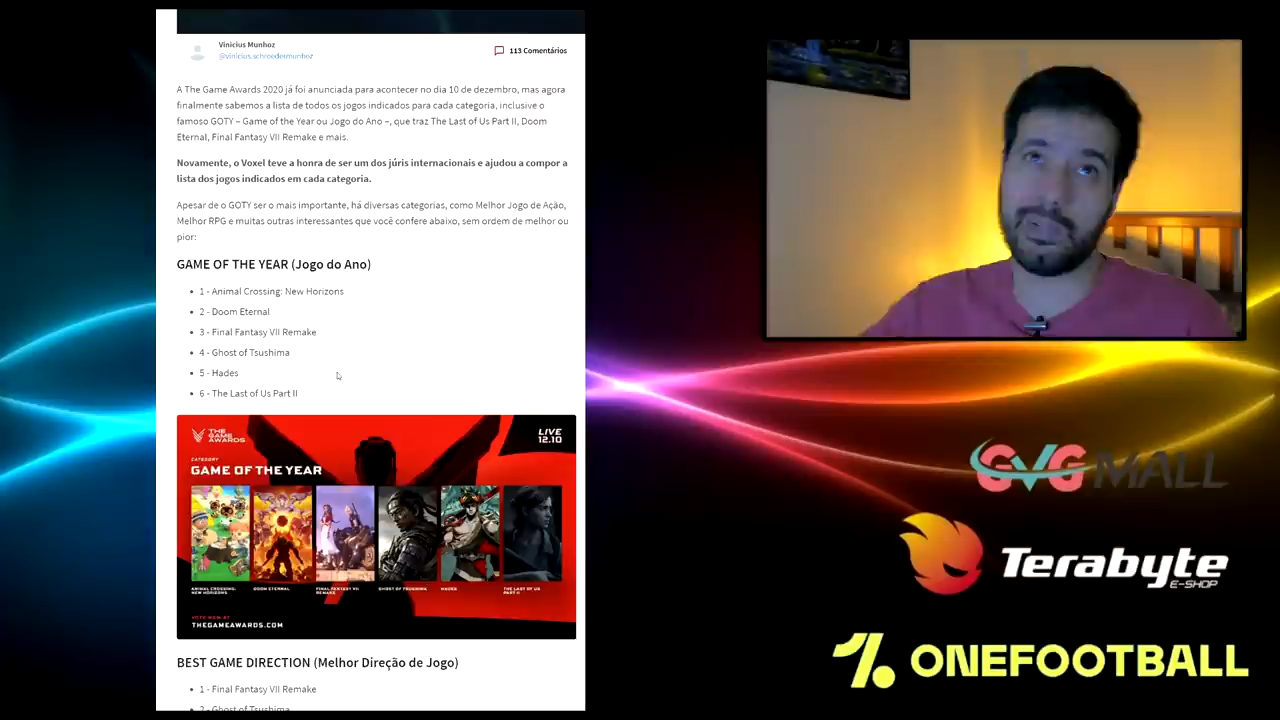 Vinicius Munhoz
@vinicius.schroedermunhoz
113 Comentários
A The Game Awards 2020 já foi anunciada para acontecer no dia 10 de dezembro, mas agora
finalmente sabemos a lista de todos os jogos indicados para cada categoria, inclusive o
famoso GOTY – Game of the Year ou Jogo do Ano –, que traz The Last of Us Part II, Doom
Eternal, Final Fantasy VII Remake e mais.
Novamente, o Voxel teve a honra de ser um dos júris internacionais e ajudou a compor a
lista dos jogos indicados em cada categoria.
Apesar de o GOTY ser o mais importante, há diversas categorias, como Melhor Jogo de Ação,
Melhor RPG e muitas outras interessantes que você confere abaixo, sem ordem de melhor ou
pior:
GAME OF THE YEAR (Jogo do Ano)
1 - Animal Crossing: New Horizons
2 - Doom Eternal
3 - Final Fantasy VII Remake
4 - Ghost of Tsushima
5 - Hades
6 - The Last of Us Part II
THE GAME AWARDS
LIVE
12.10
CATEGORY
GAME OF THE YEAR
ANIMAL CROSSING: NEW HORIZONS
DOOM ETERNAL
FINAL FANTASY VII REMAKE
GHOST OF TSUSHIMA
HADES
THE LAST OF US PART II
VOTE NOW AT
THEGAMEAWARDS.COM
BEST GAME DIRECTION (Melhor Direção de Jogo)
1 - Final Fantasy VII Remake
2 - Ghost of Tsushima
GVGMALL
Terabyte
E-SHOP
ONEFOOTBALL